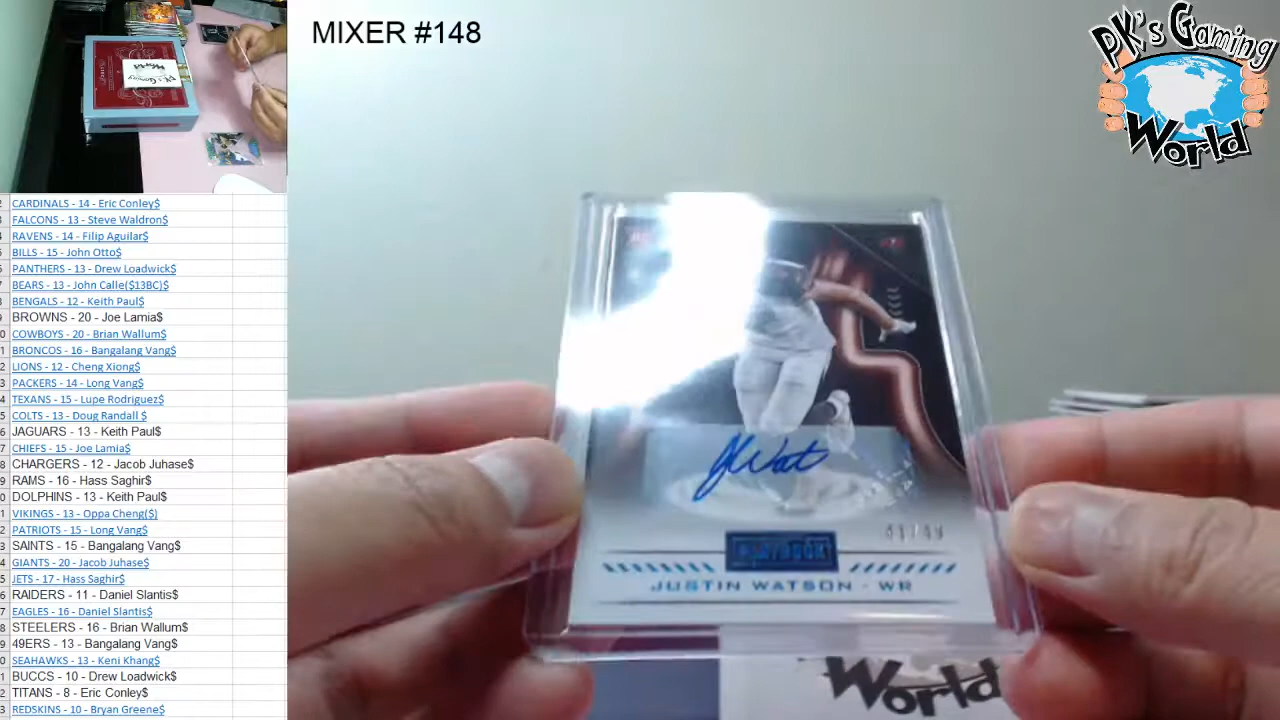 MIXER #148
PK's Gaming
World
CARDINALS - 14 - Eric Conley$
FALCONS - 13 - Steve Waldron$
RAVENS - 14 - Filip Aguilar$
BILLS - 15 - John Otto$
PANTHERS - 13 - Drew Loadwick$
BEARS - 13 - John Calle($13BC)$
BENGALS - 12 - Keith Paul$
BROWNS - 20 - Joe Lamia$
COWBOYS - 20 - Brian Wallum$
BRONCOS - 16 - Bangalang Vang$
LIONS - 12 - Cheng Xiong$
PACKERS - 14 - Long Vang$
TEXANS - 15 - Lupe Rodriguez$
COLTS - 13 - Doug Randall $
JAGUARS - 13 - Keith Paul$
CHIEFS - 15 - Joe Lamia$
CHARGERS - 12 - Jacob Juhase$
RAMS - 16 - Hass Saghir$
DOLPHINS - 13 - Keith Paul$
VIKINGS - 13 - Oppa Cheng($)
PATRIOTS - 15 - Long Vang$
SAINTS - 15 - Bangalang Vang$
GIANTS - 20 - Jacob Juhase$
JETS - 17 - Hass Saghir$
RAIDERS - 11 - Daniel Slantis$
EAGLES - 16 - Daniel Slantis$
STEELERS - 16 - Brian Wallum$
49ERS - 13 - Bangalang Vang$
SEAHAWKS - 13 - Keni Khang$
BUCCS - 10 - Drew Loadwick$
TITANS - 8 - Eric Conley$
REDSKINS - 10 - Bryan Greene$
J Wat
PLAYBOOK
JUSTIN WATSON - WR
World